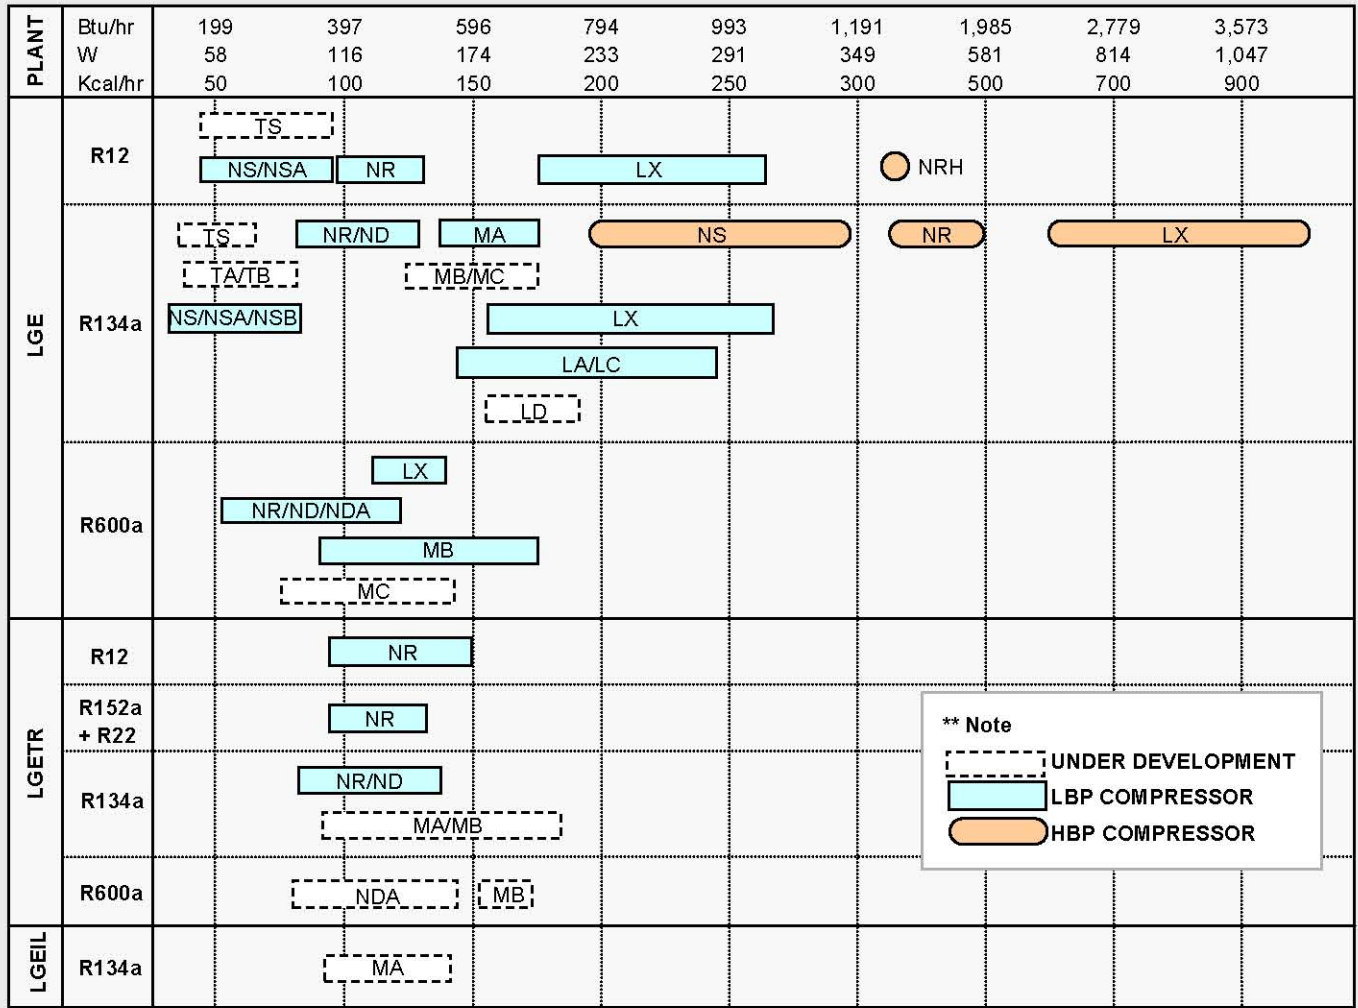 PLANT
Btu/hr 199 397 596 794 993 1,191 1,985 2,779 3,573
W 58 116 174 233 291 349 581 814 1,047
Kcal/hr 50 100 150 200 250 300 500 700 900
LGE
R12
TS
NS/NSA NR LX NRH
R134a
TS NR/ND MA NS NR LX
TA/TB MB/MC
NS/NSA/NSB LX
LA/LC
LD
R600a
LX
NR/ND/NDA
MB
MC
LGETR
R12 NR
R152a
+ R22
NR
R134a
NR/ND
MA/MB
R600a NDA MB
LGEIL
R134a MA
** Note
UNDER DEVELOPMENT
LBP COMPRESSOR
HBP COMPRESSOR